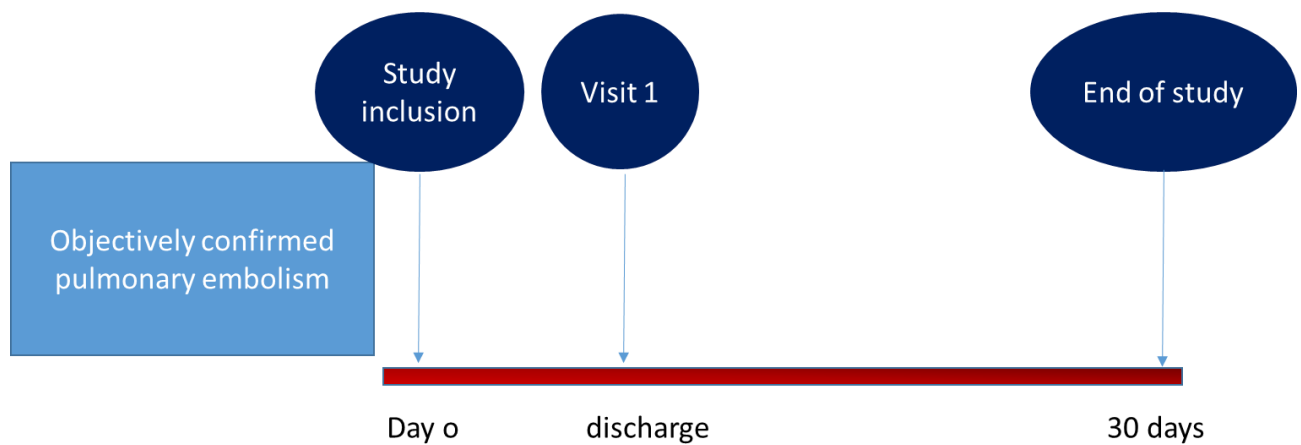 Study
inclusion
Visit 1
End of study
Objectively confirmed
pulmonary embolism
Day o
discharge
30 days